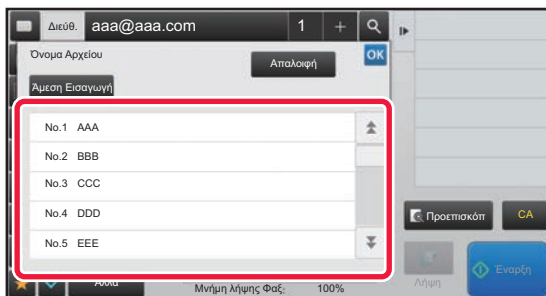 Διεύθ. aaa@aaa.com 1 +
Όνομα Αρχείου
Απαλοιφή
OK
Άμεση Εισαγωγή
No.1 AAA
No.2 BBB
No.3 CCC
No.4 DDD
No.5 EEE
Προεπισκόπ
CA
Λήψη
Έναρξη
Άλλα
Μνήμη λήψης Φαξ: 100%